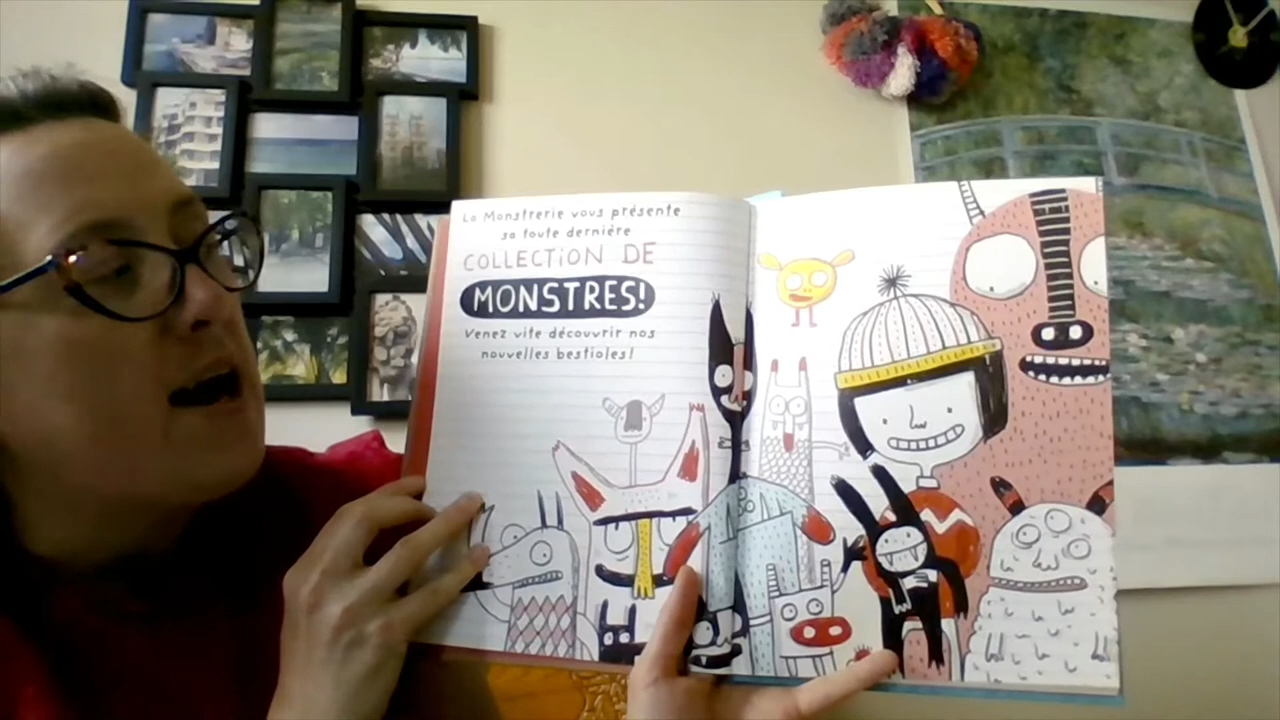 La Monstrerie vous présente
sa toute dernière
COLLECTION DE
MONSTRES!
Venez vite découvrir nos
nouvelles bestioles!